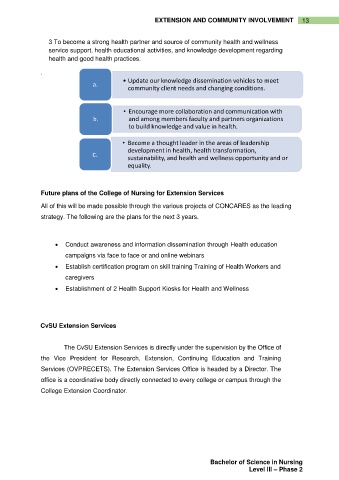 EXTENSION AND COMMUNITY INVOLVEMENT 13
3 To become a strong health partner and source of community health and wellness
service support, health educational activities, and knowledge dissemination regarding
health and good health practices.
.
a.
• Update our knowledge dissemination vehicles to meet
community client needs and changing conditions.
b.
• Encourage more collaboration and communication with
and among members faculty and partners organizations
to build knowledge and value in health.
c.
• Become a thought leader in the areas of leadership
development in health, health transformation,
sustainability, and health and wellness opportunity and or
equality.
Future plans of the College of Nursing for Extension Services
All of this will be made possible through the various projects of CONCARES as the leading
strategy. The following are the plans for the next 3 years.
• Conduct awareness and information dissemination through Health education
campaigns via face to face or and online webinars
• Establish certification program on skill training Training of Health Workers and
caregivers
• Establishment of 2 Health Support Kiosks for Health and Wellness
CvSU Extension Services
The CvSU Extension Services is directly under the supervision by the Office of
the Vice President for Research, Extension, Continuing Education and Training
Services (OVPRECETS). The Extension Services Office is headed by a Director. The
office is a coordinative body directly connected to every college or campus through the
College Extension Coordinator.
Bachelor of Science in Nursing
Level III – Phase 2